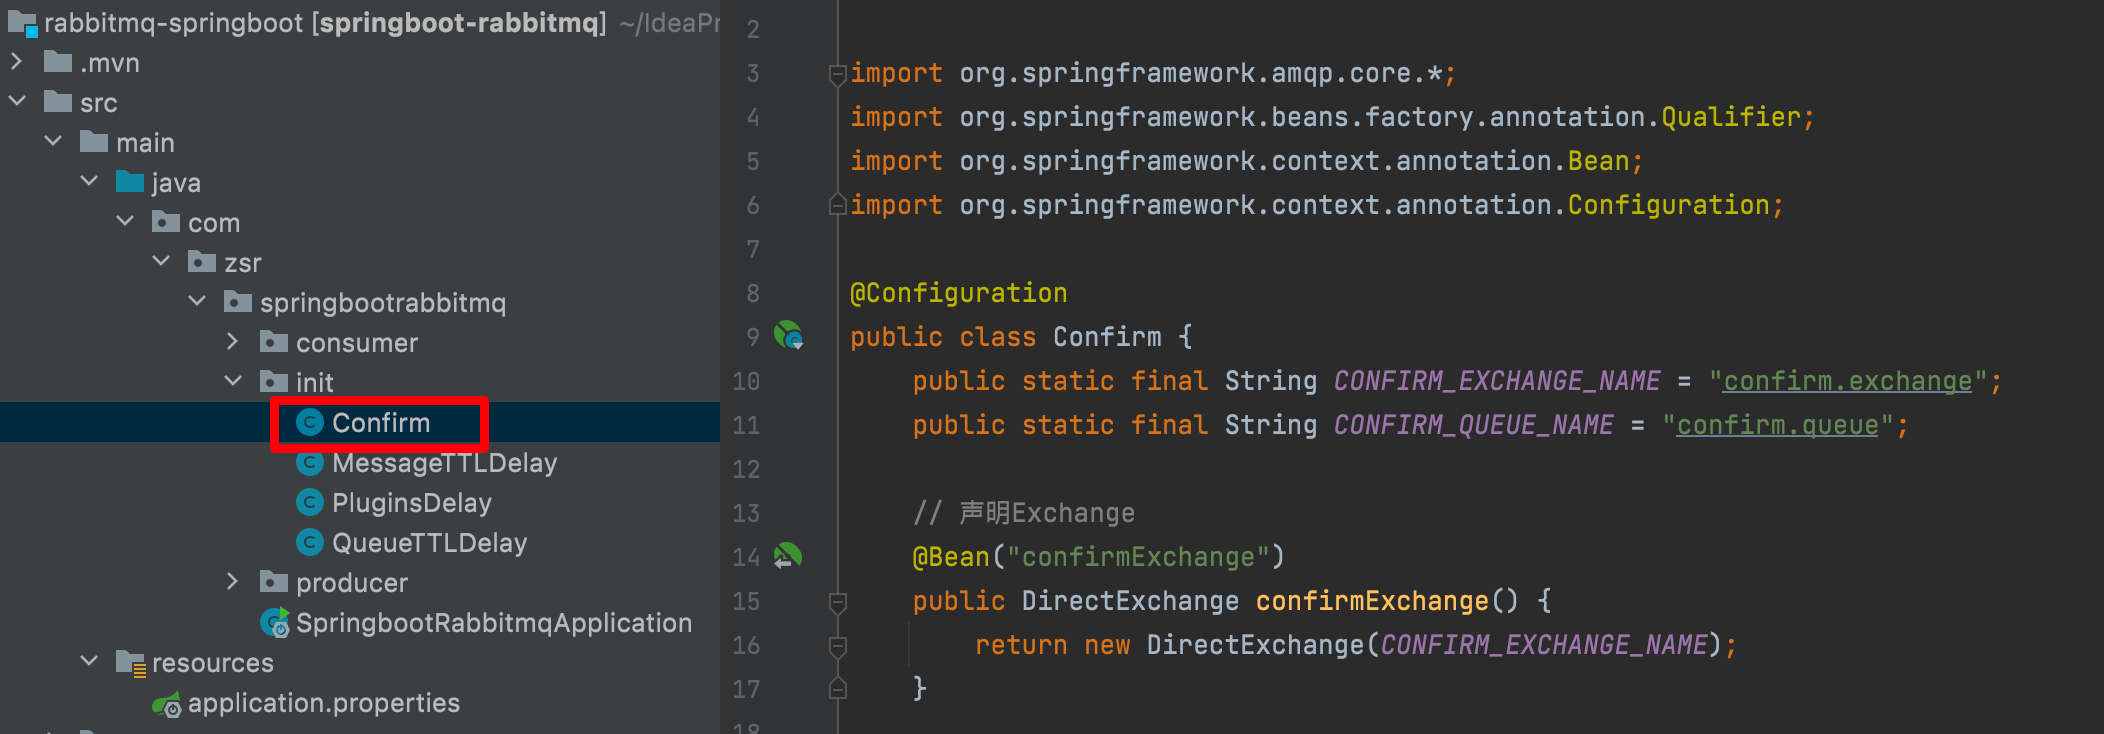 rabbitmq-springboot [springboot-rabbitmq] ~/IdeaPr
.mvn
src
main
java
com
zsr
springbootrabbitmq
consumer
init
Confirm
MessageTTLDelay
PluginsDelay
QueueTTLDelay
producer
SpringbootRabbitmqApplication
resources
application.properties
2
3 import org.springframework.amqp.core.*;
4 import org.springframework.beans.factory.annotation.Qualifier;
5 import org.springframework.context.annotation.Bean;
6 import org.springframework.context.annotation.Configuration;
7
8 @Configuration
9 public class Confirm {
10 public static final String CONFIRM_EXCHANGE_NAME = "confirm.exchange";
11 public static final String CONFIRM_QUEUE_NAME = "confirm.queue";
12
13 // 声明Exchange
14 @Bean("confirmExchange")
15 public DirectExchange confirmExchange() {
16 return new DirectExchange(CONFIRM_EXCHANGE_NAME);
17 }
18